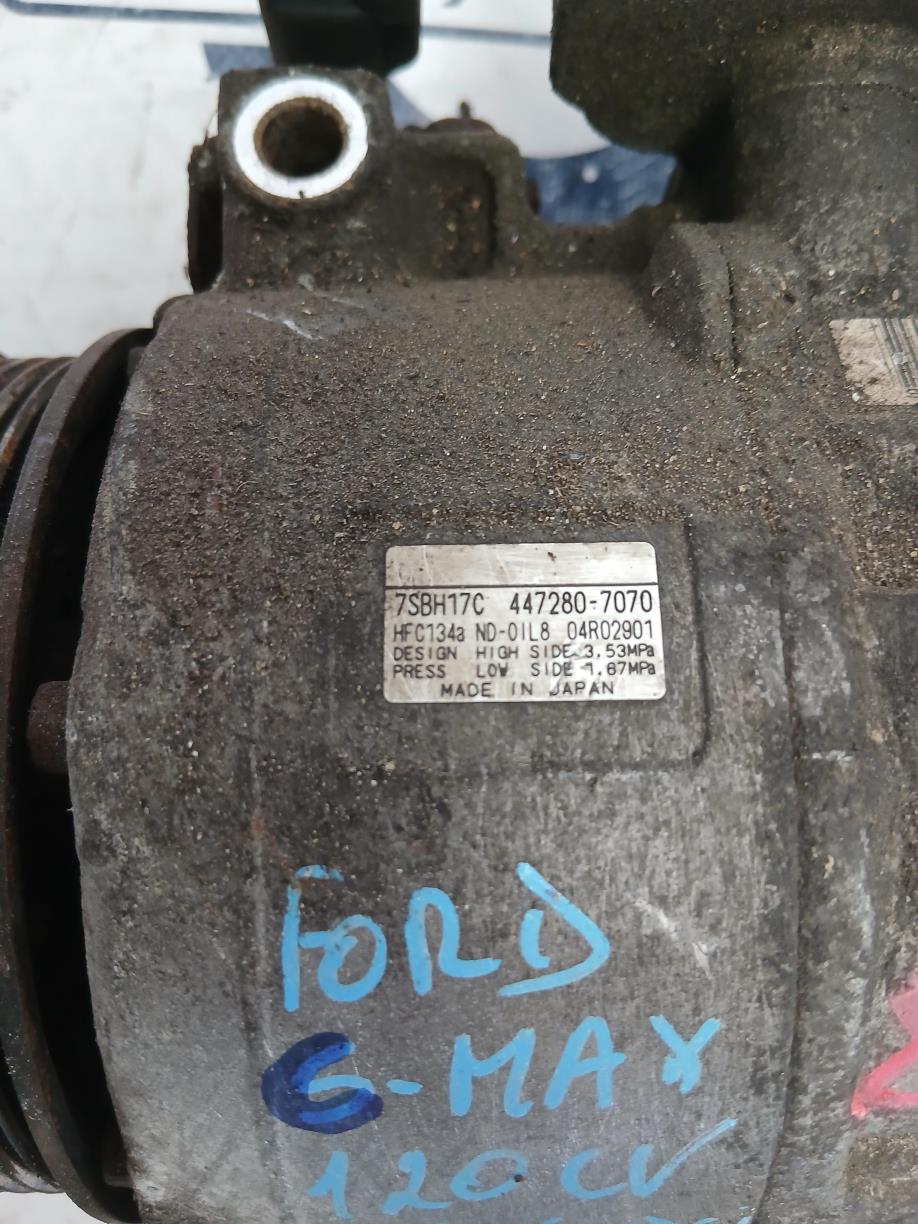 7SBH17C 447280-7070
HFC134a ND-OIL8 04R02901
DESIGN HIGH SIDE 3.53MPa
PRESS LOW SIDE 1.67MPa
MADE IN JAPAN
FORD
C-MAX
120CV